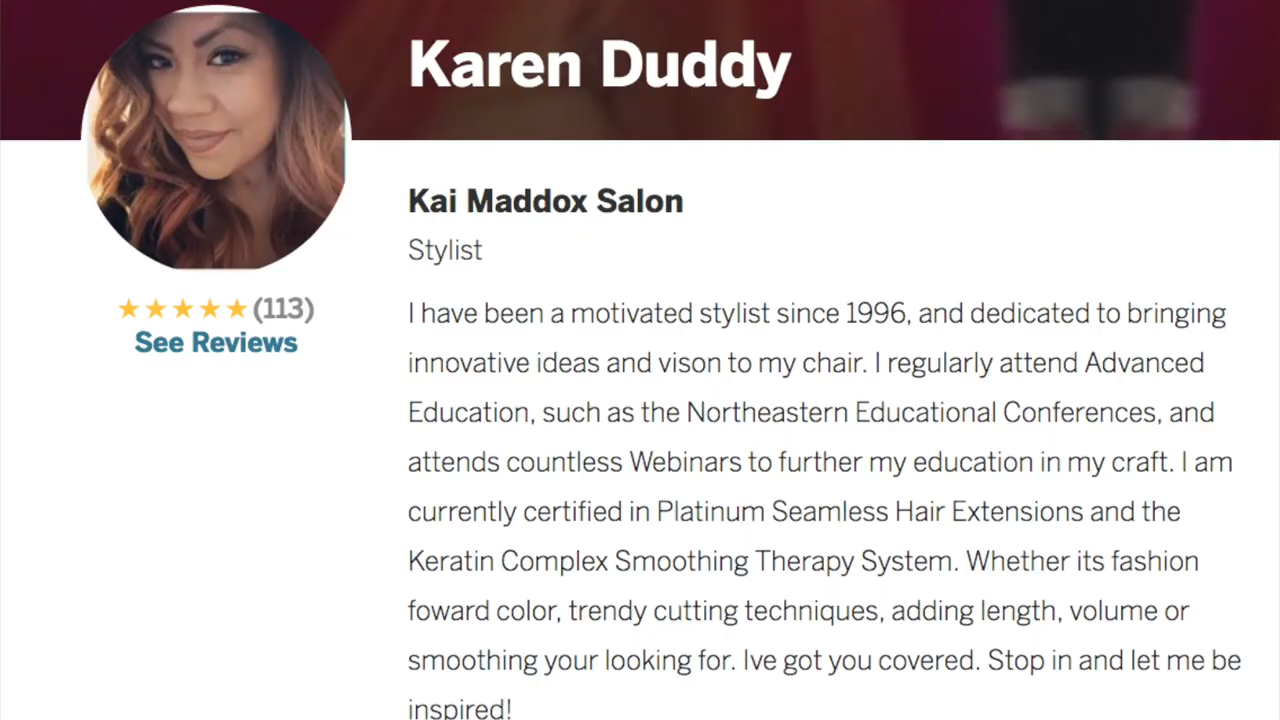 Karen Duddy
Kai Maddox Salon
Stylist
★★★★★(113)
See Reviews
I have been a motivated stylist since 1996, and dedicated to bringing
innovative ideas and vison to my chair. I regularly attend Advanced
Education, such as the Northeastern Educational Conferences, and
attends countless Webinars to further my education in my craft. I am
currently certified in Platinum Seamless Hair Extensions and the
Keratin Complex Smoothing Therapy System. Whether its fashion
foward color, trendy cutting techniques, adding length, volume or
smoothing your looking for. Ive got you covered. Stop in and let me be
inspired!